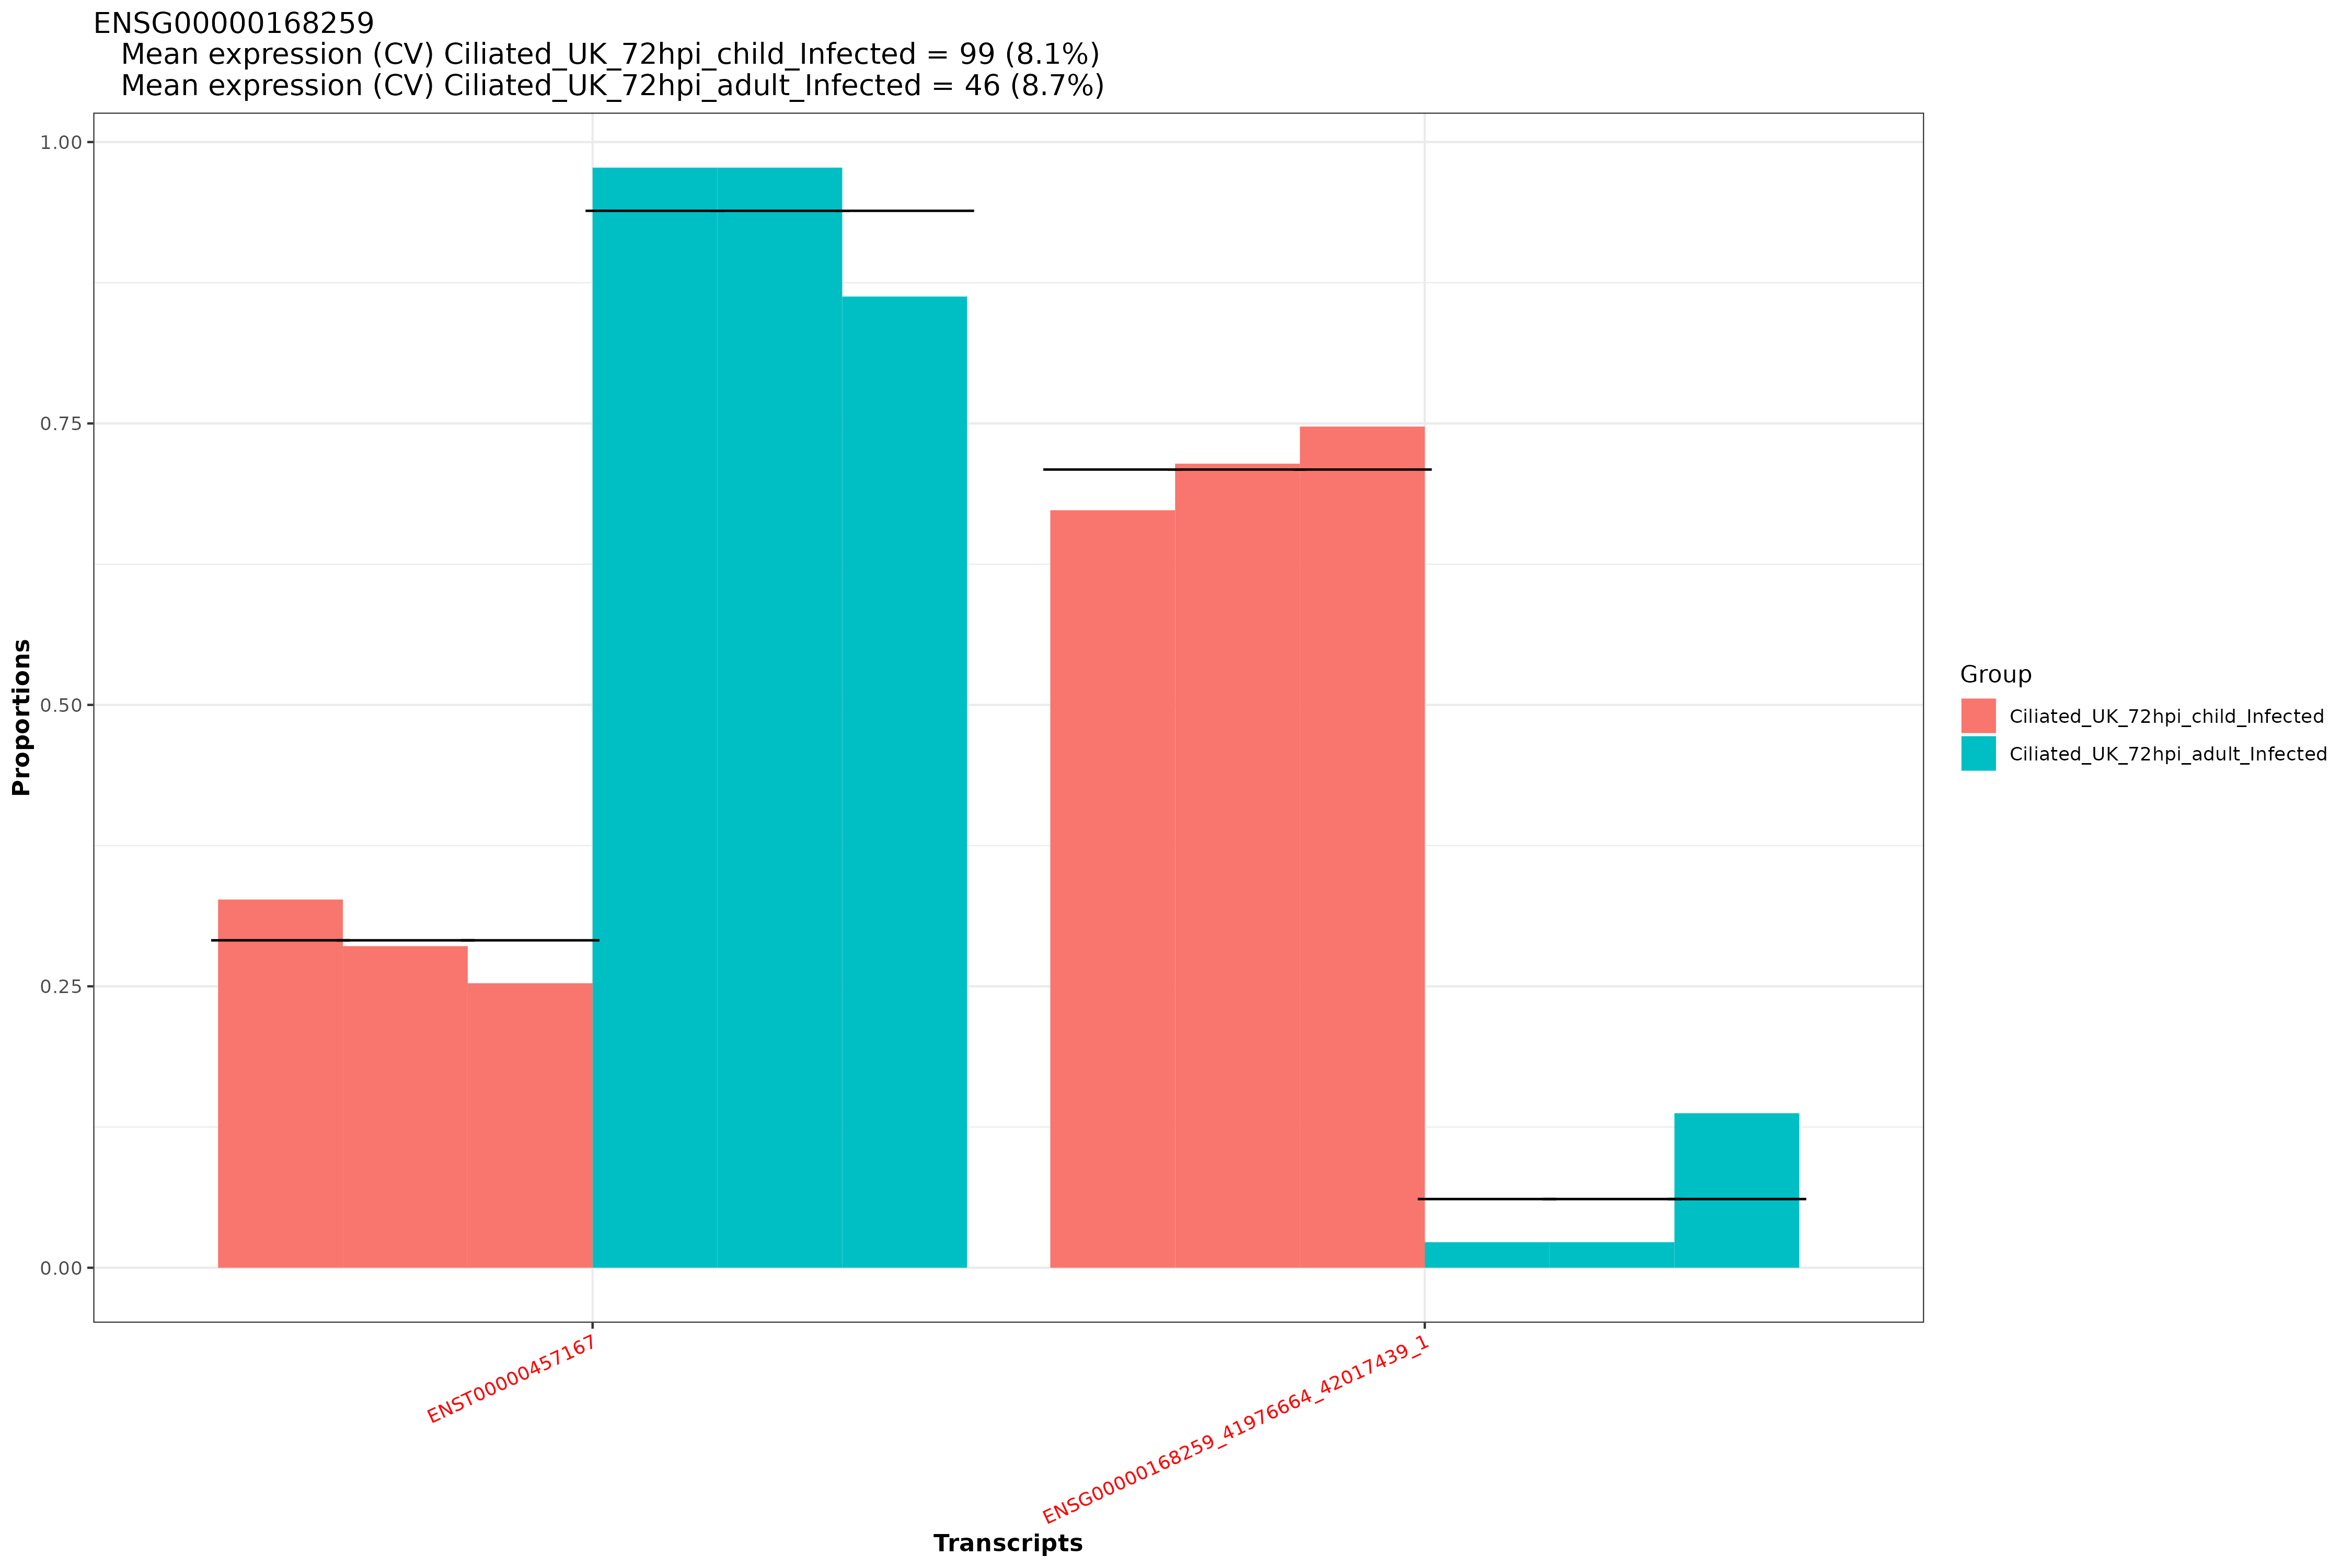 ENSG00000168259
Mean expression (CV) Ciliated_UK_72hpi_child_Infected = 99 (8.1%)
Mean expression (CV) Ciliated_UK_72hpi_adult_Infected = 46 (8.7%)
1.00
0.75
0.50
0.25
0.00
Proportions
ENST00000457167
ENSG00000168259_41976664_42017439_1
Transcripts
Group
Ciliated_UK_72hpi_child_Infected
Ciliated_UK_72hpi_adult_Infected